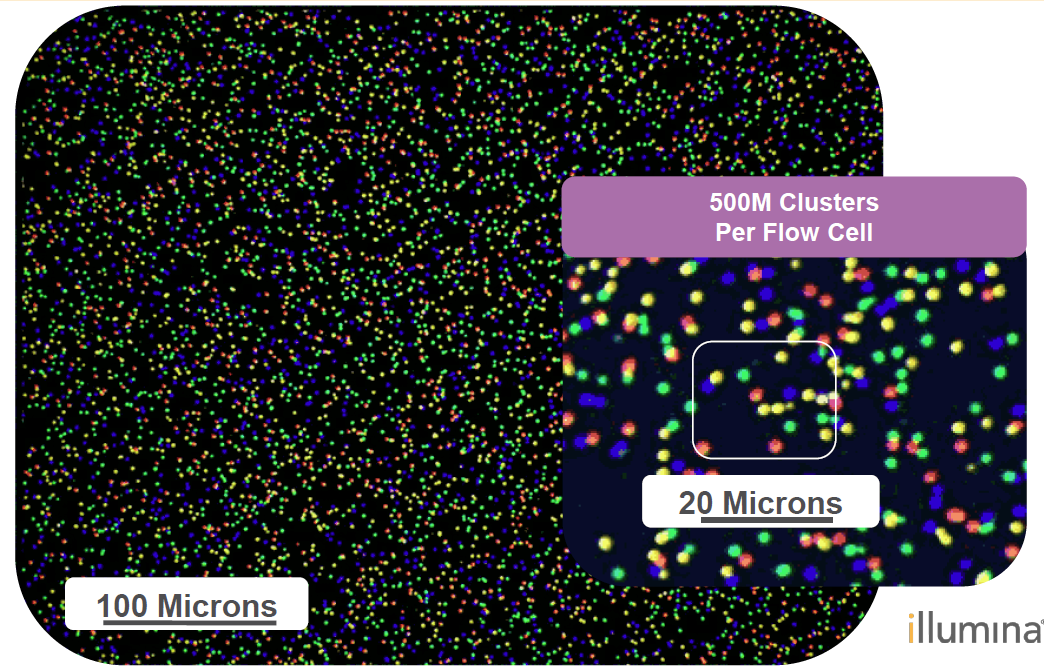 500M Clusters
Per Flow Cell
20 Microns
100 Microns
illumina®